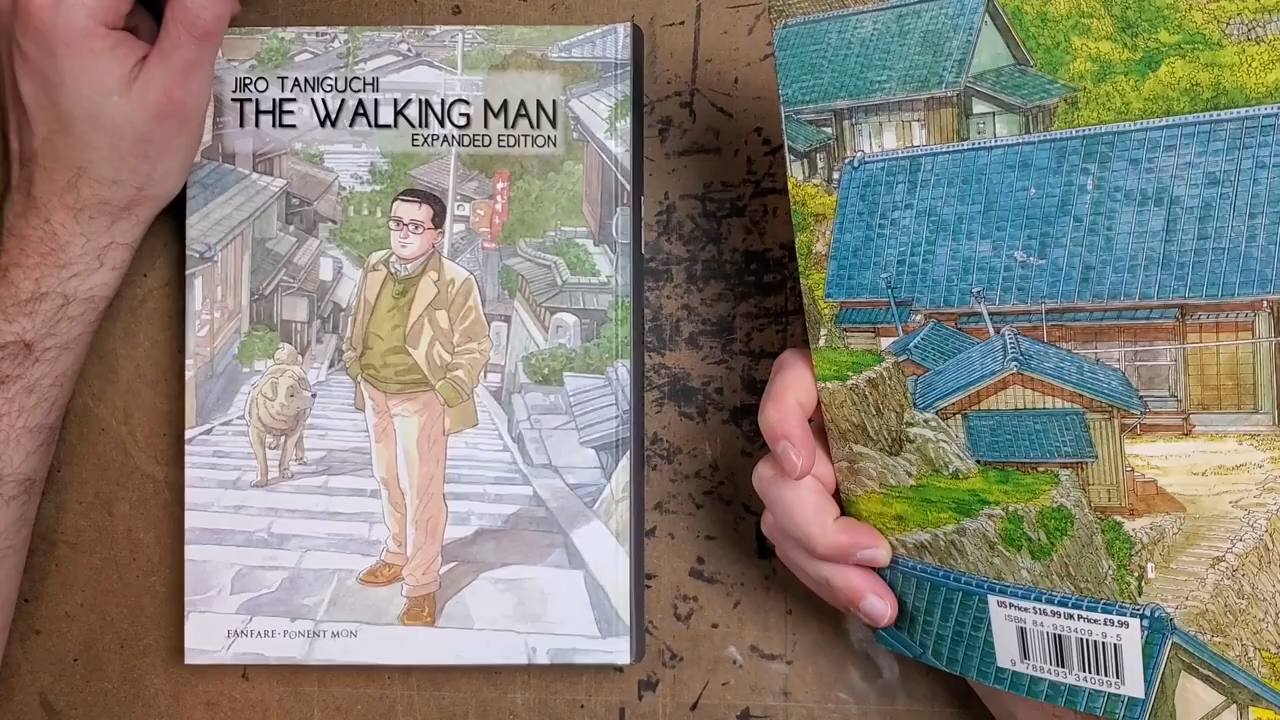 JIRO TANIGUCHI
THE WALKING MAN
EXPANDED EDITION
FANFARE • PONENT MON
US Price: $16.99 UK Price: £9.99
ISBN 84-933409-9-5
9 788493 340995